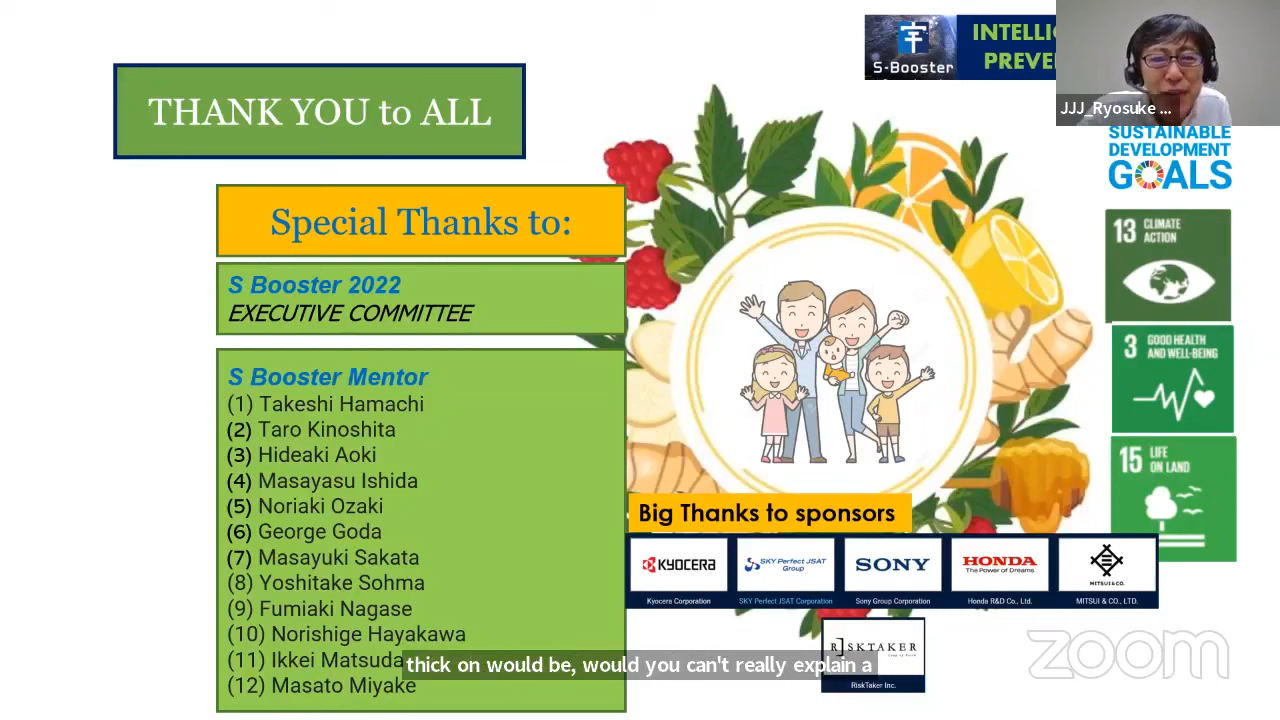 THANK YOU to ALL
Special Thanks to:
S Booster 2022
EXECUTIVE COMMITTEE
S Booster Mentor
(1) Takeshi Hamachi
(2) Taro Kinoshita
(3) Hideaki Aoki
(4) Masayasu Ishida
(5) Noriaki Ozaki
(6) George Goda
(7) Masayuki Sakata
(8) Yoshitake Sohma
(9) Fumiaki Nagase
(10) Norishige Hayakawa
(11) Ikkei Matsuda
(12) Masato Miyake
S-Booster
JJJ_Ryosuke ...
SUSTAINABLE
DEVELOPMENT
GOALS
13 CLIMATE
ACTION
3 GOOD HEALTH
AND WELL-BEING
15 LIFE
ON LAND
Big Thanks to sponsors
KYOCERA
Kyocera Corporation
SKY Perfect JSAT
Group
SKY Perfect JSAT Corporation
SONY
Sony Group Corporation
HONDA
The Power of Dreams
Honda R&D Co., Ltd.
MITSUI & CO.
MITSUI & CO., LTD.
RISKTAKER
RiskTaker Inc.
thick on would be, would you can't really explain a
zoom